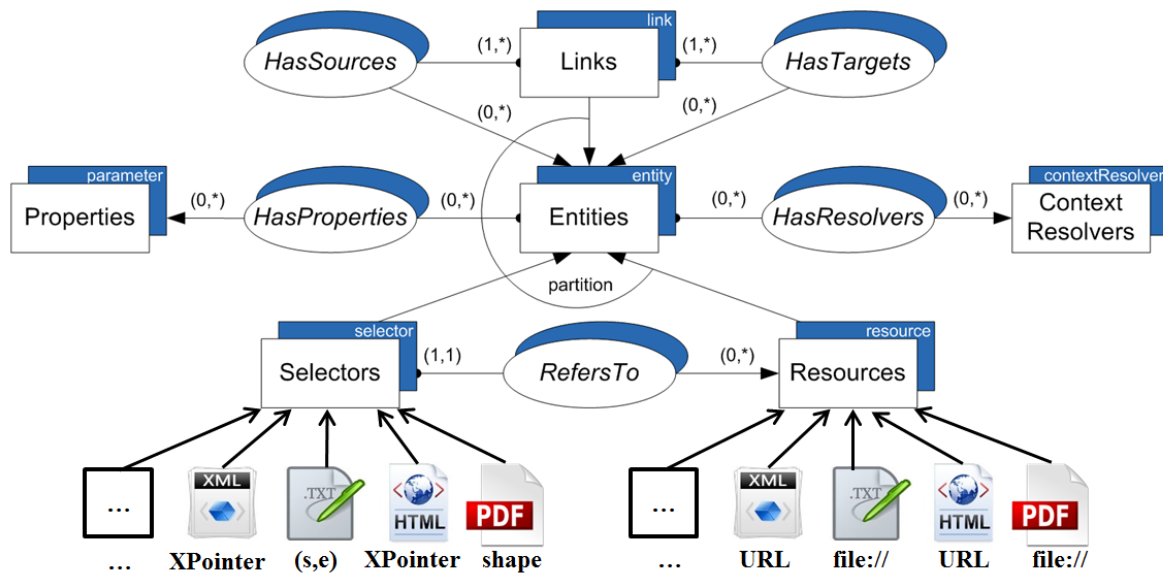 link
HasSources
(1,*)
Links
(1,*)
HasTargets
(0,*)
(0,*)
parameter
entity
contextResolver
Properties
(0,*)
HasProperties
(0,*)
Entities
(0,*)
HasResolvers
(0,*)
Context
Resolvers
partition
selector
resource
Selectors
(1,1)
RefersTo
(0,*)
Resources
...
XML
.TXT
HTML
PDF
...
XML
.TXT
HTML
PDF
...
XPointer
(s,e)
XPointer
shape
...
URL
file://
URL
file://